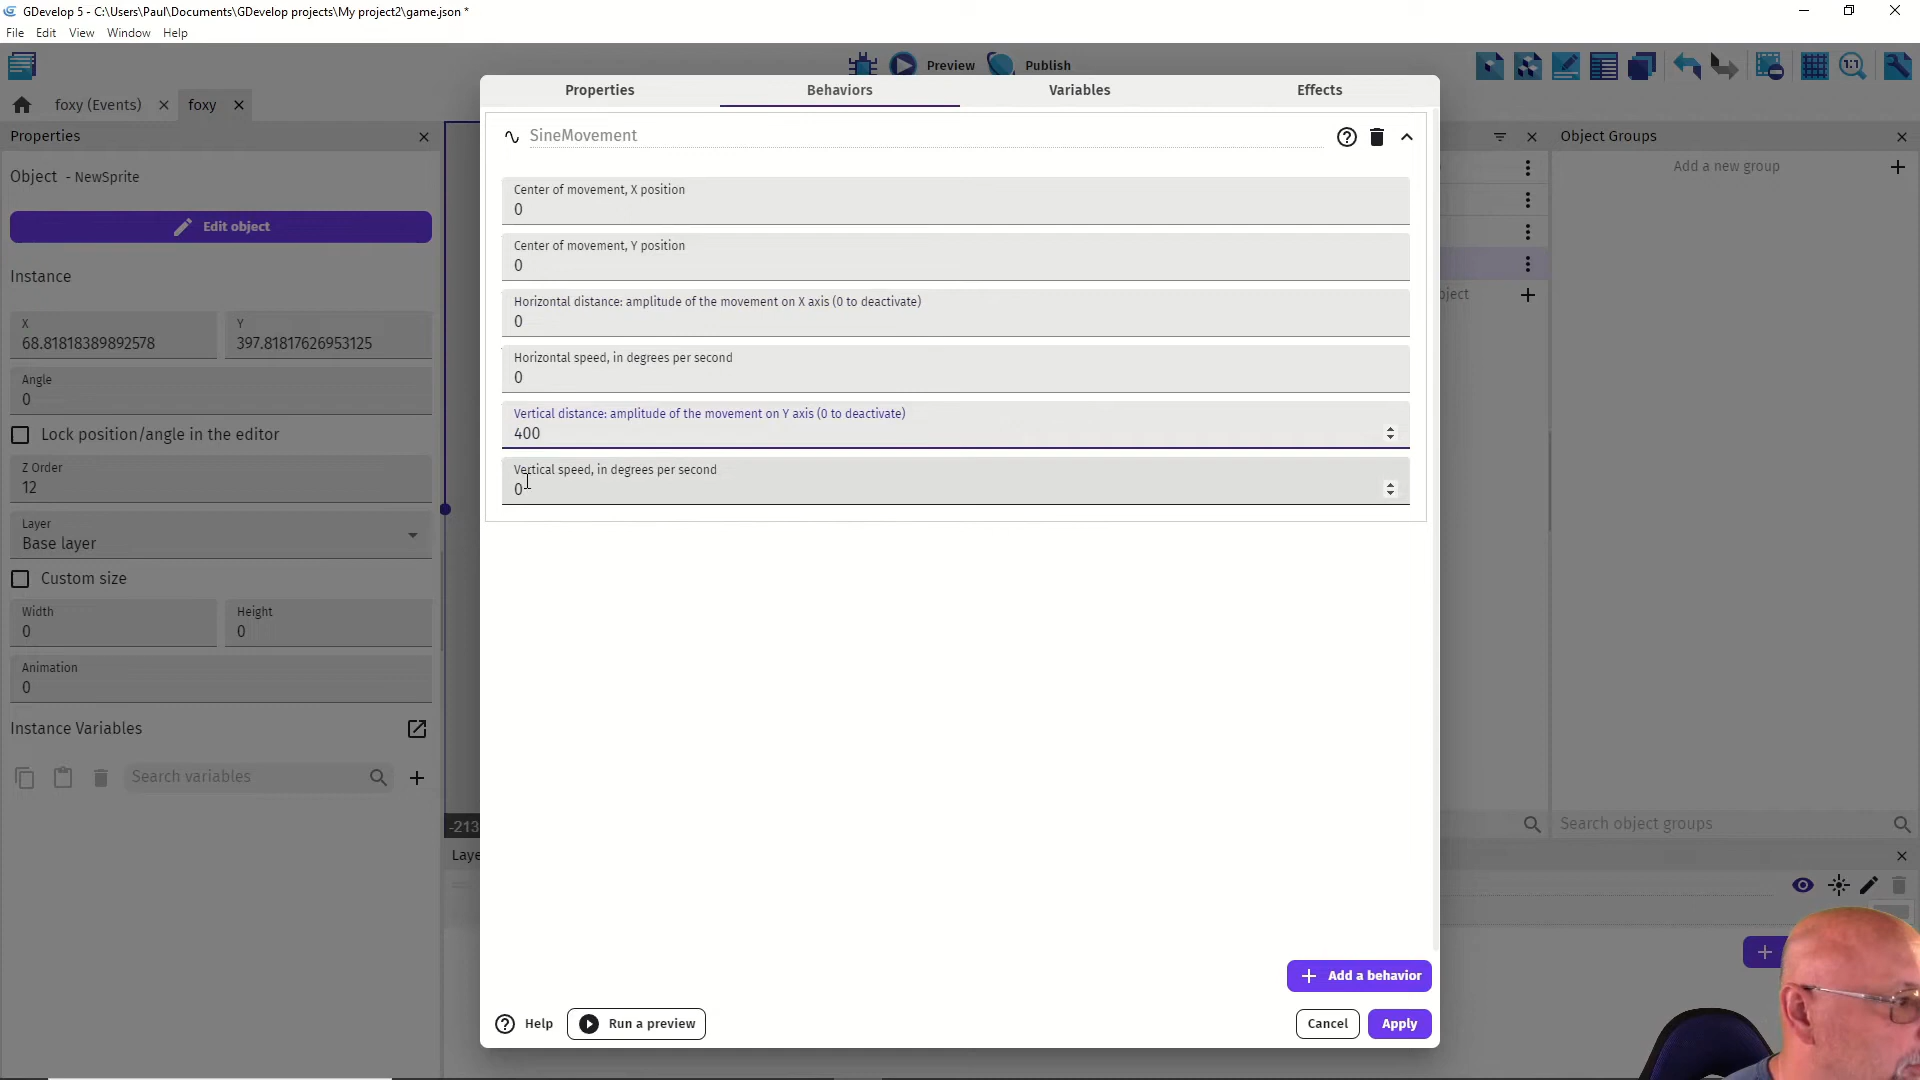 GDevelop 5 - C:\Users\Paul\Documents\GDevelop projects\My project2\game.json *
File Edit View Window Help
Preview Publish
foxy (Events) foxy
Properties
Object - NewSprite
Edit object
Instance
X
68.81818389892578
Y
397.81817626953125
Angle
0
Lock position/angle in the editor
Z Order
12
Layer
Base layer
Custom size
Width
0
Height
0
Animation
0
Instance Variables
Search variables
Properties Behaviors Variables Effects
SineMovement
Center of movement, X position
0
Center of movement, Y position
0
Horizontal distance: amplitude of the movement on X axis (0 to deactivate)
0
Horizontal speed, in degrees per second
0
Vertical distance: amplitude of the movement on Y axis (0 to deactivate)
400
Vertical speed, in degrees per second
0
Add a behavior
Help Run a preview Cancel Apply
Object Groups
Add a new group
1:1
Search object groups
-213